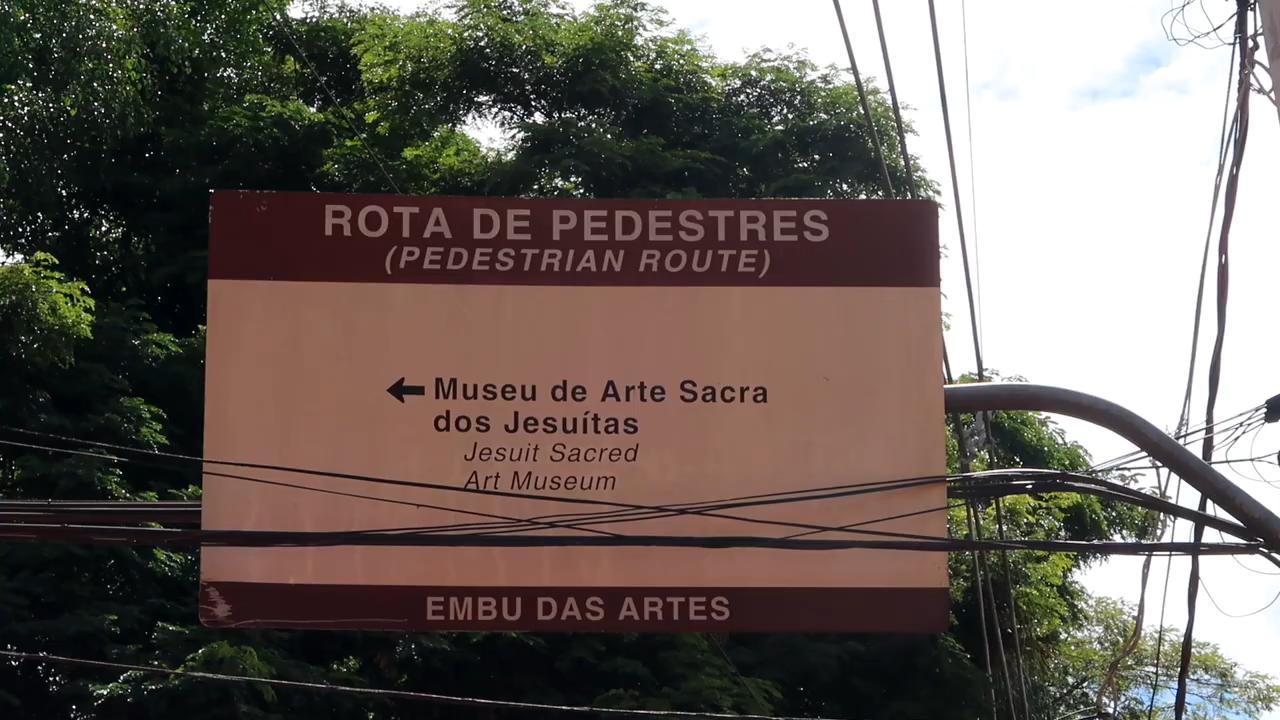 ROTA DE PEDESTRES
(PEDESTRIAN ROUTE)
Museu de Arte Sacra
dos Jesuítas
Jesuit Sacred
Art Museum
EMBU DAS ARTES